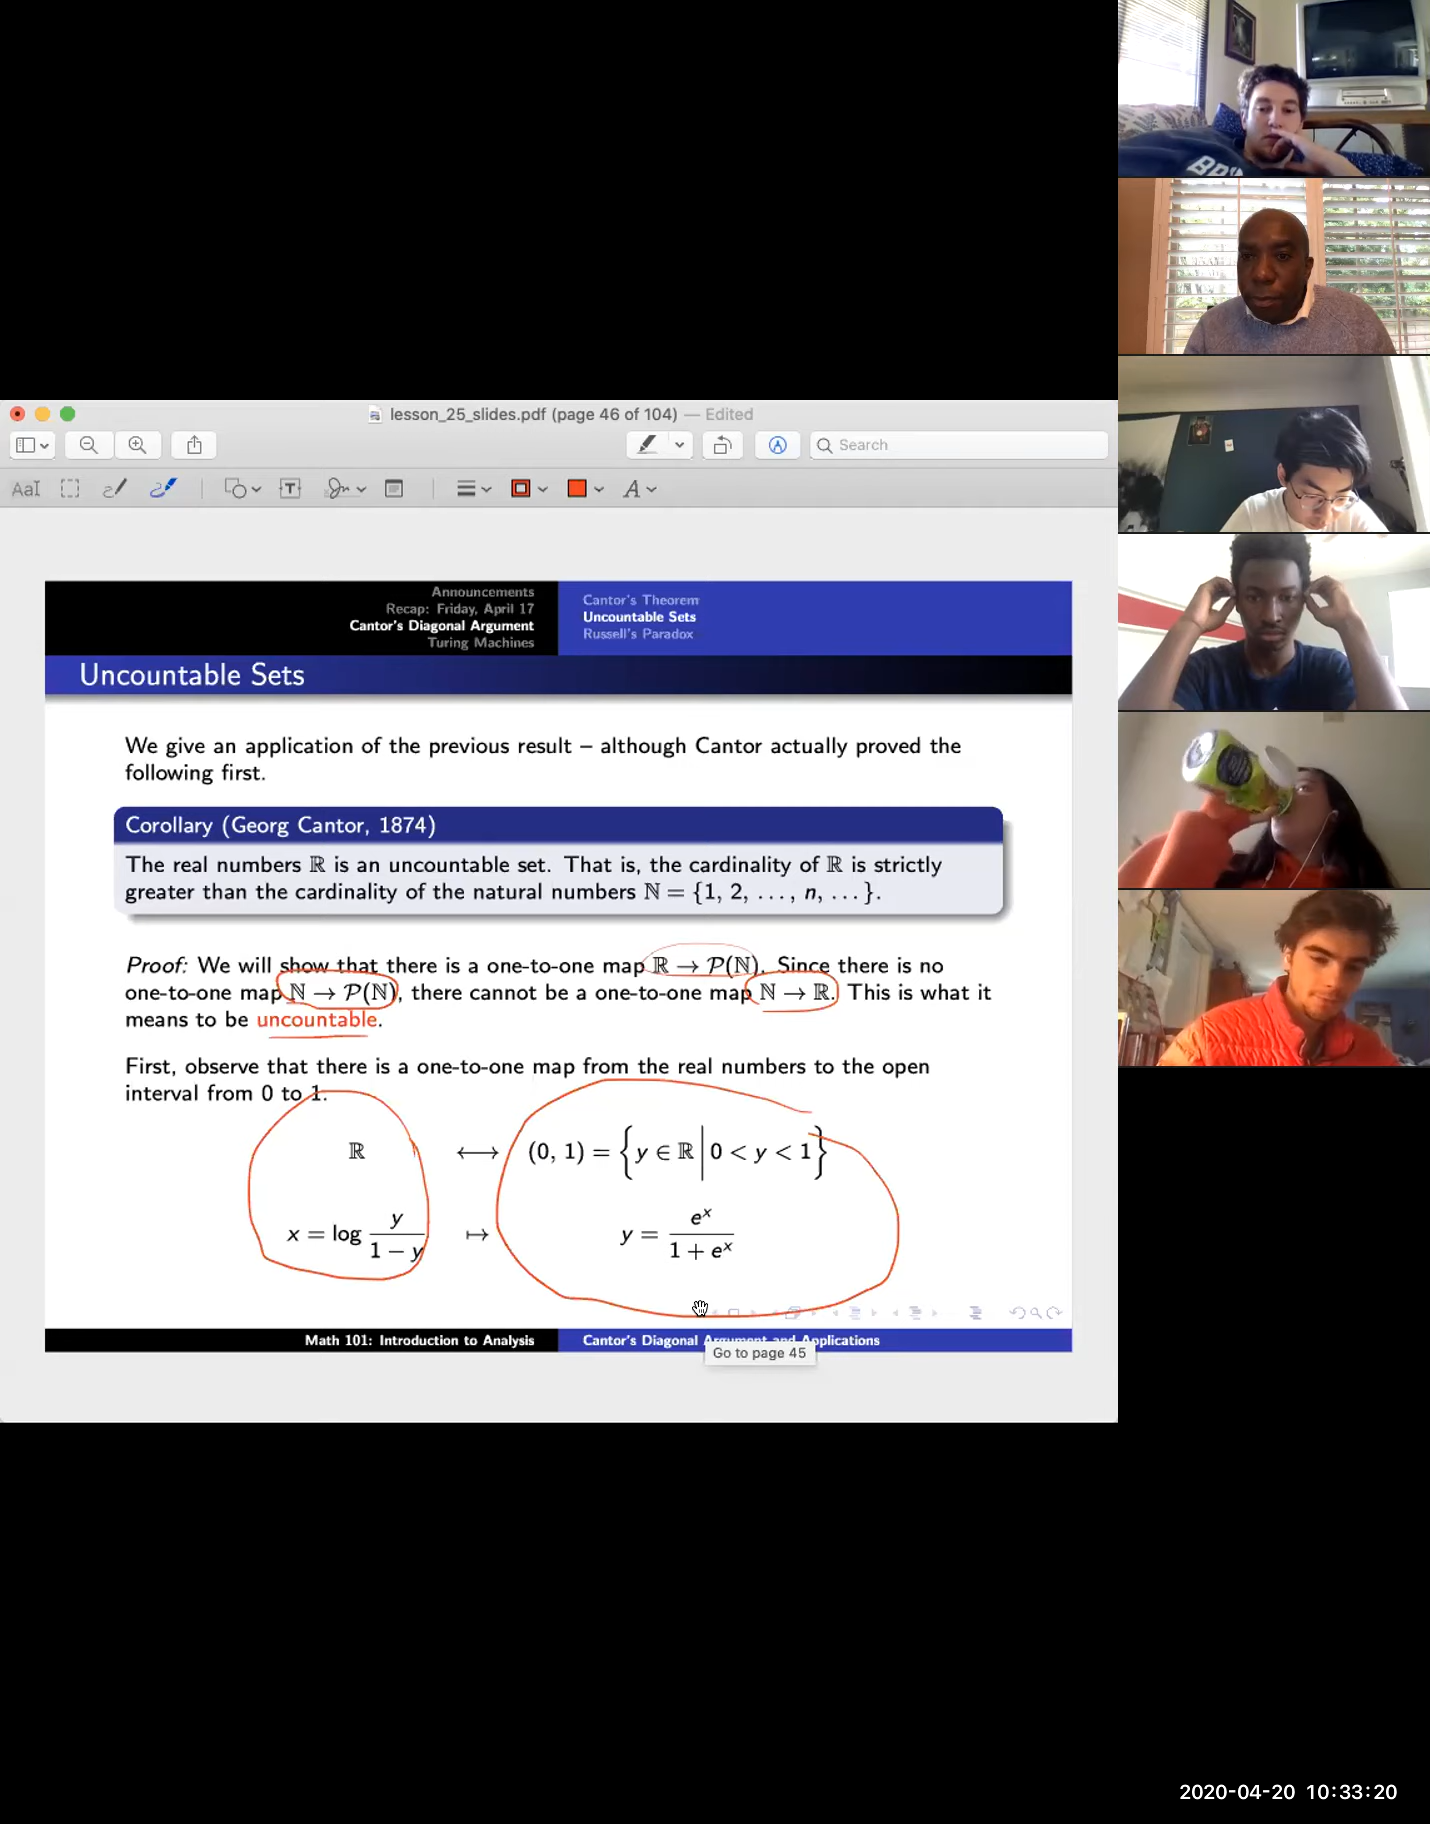 lesson_25_slides.pdf (page 46 of 104) — Edited
Search
AaI
T
A
Announcements
Recap: Friday, April 17
Cantor's Diagonal Argument
Turing Machines
Cantor's Theorem
Uncountable Sets
Russell's Paradox
Uncountable Sets
We give an application of the previous result – although Cantor actually proved the
following first.
Corollary (Georg Cantor, 1874)
The real numbers ℝ is an uncountable set. That is, the cardinality of ℝ is strictly
greater than the cardinality of the natural numbers ℕ = {1, 2, ..., n, ...}.
Proof: We will show that there is a one-to-one map ℝ → 𝒫(ℕ). Since there is no
one-to-one map ℕ → 𝒫(ℕ), there cannot be a one-to-one map ℕ → ℝ. This is what it
means to be uncountable.
First, observe that there is a one-to-one map from the real numbers to the open
interval from 0 to 1.
ℝ ⟷ (0, 1) = {y ∈ ℝ | 0 < y < 1}
x = log y / (1 − y) ↦ y = e^x / (1 + e^x)
Math 101: Introduction to Analysis
Cantor's Diagonal Argument and Applications
Go to page 45
2020-04-20 10:33:20